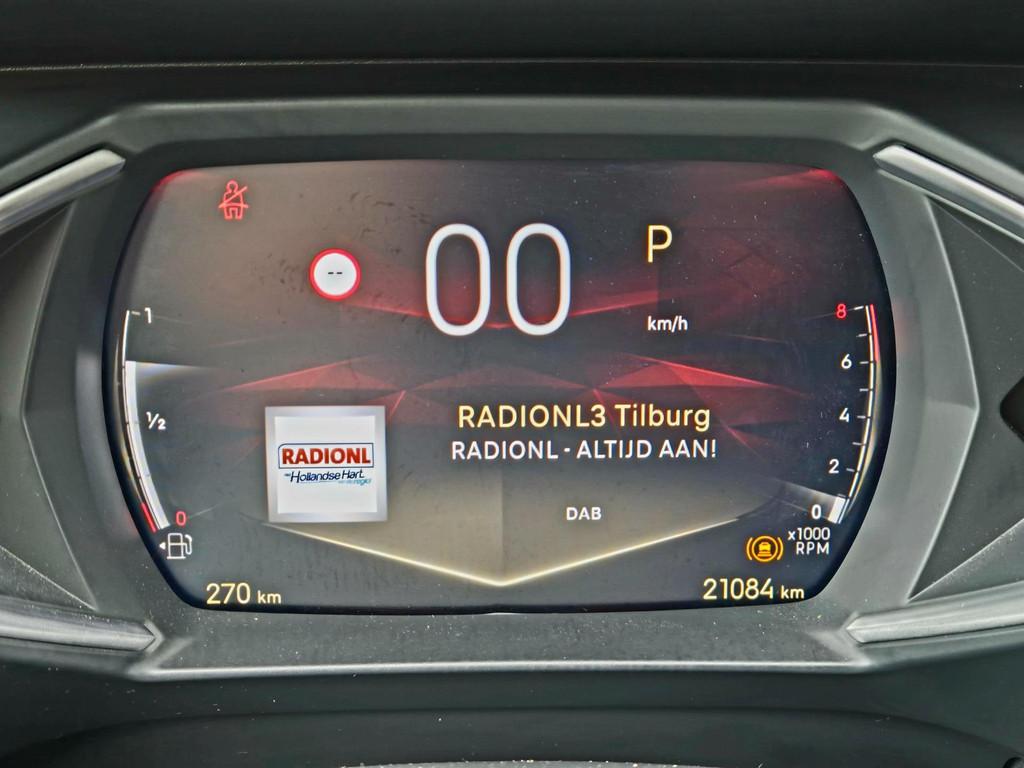 --
00
P
km/h
1
1/2
0
8
6
4
2
0
x1000
RPM
RADIONL3 Tilburg
RADIONL - ALTIJD AAN!
RADIONL
Hollandse Hart
DAB
270 km
21084 km